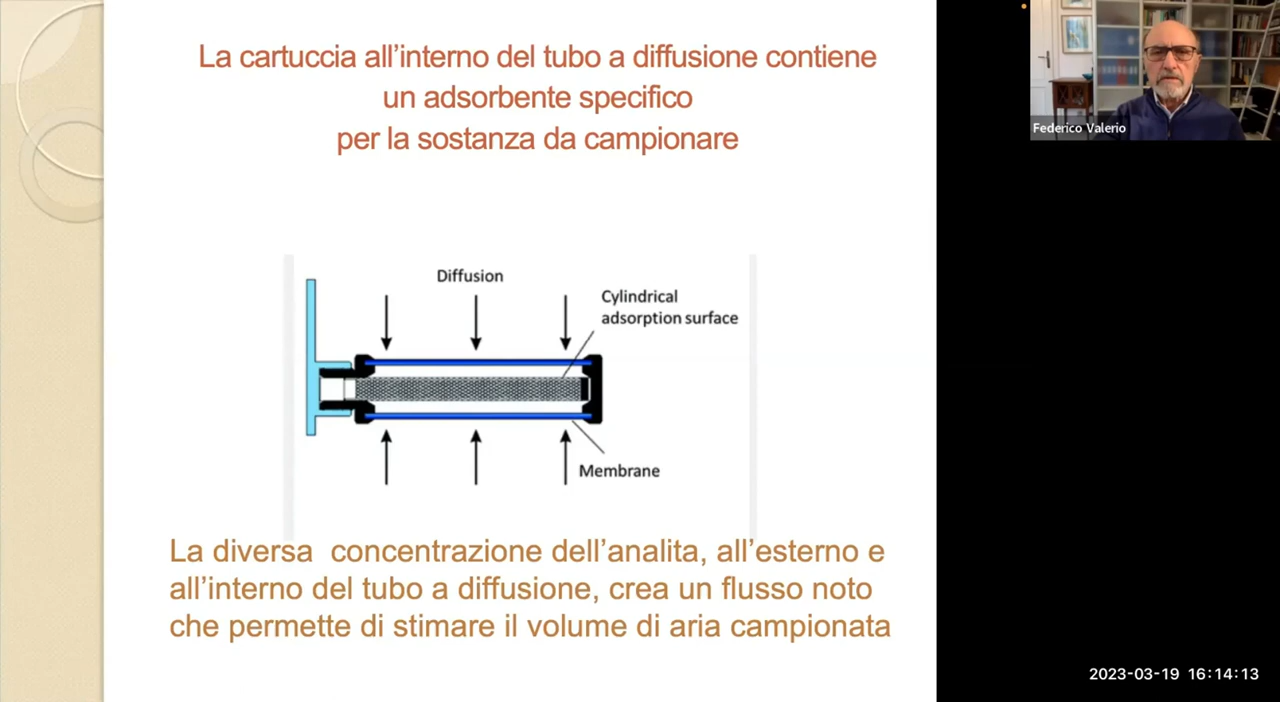 La cartuccia all’interno del tubo a diffusione contiene
un adsorbente specifico
per la sostanza da campionare
Federico Valerio
Diffusion
Cylindrical
adsorption surface
Membrane
La diversa  concentrazione dell’analita, all’esterno e
all’interno del tubo a diffusione, crea un flusso noto
che permette di stimare il volume di aria campionata
2023-03-19 16:14:13